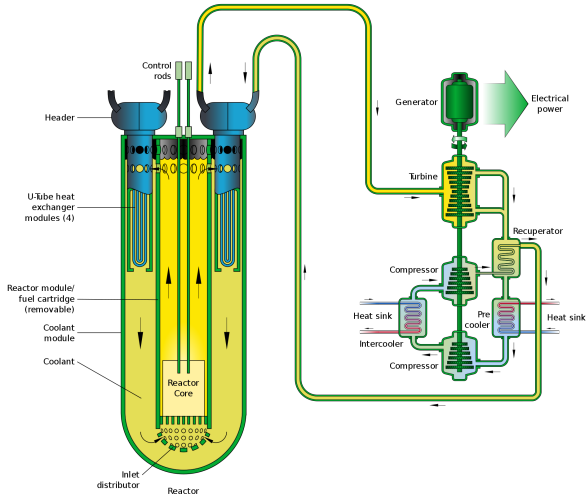 Control
rods
Header
U-Tube heat
exchanger
modules (4)
Reactor module/
fuel cartridge
(removable)
Coolant
module
Coolant
Inlet
distributor
Reactor
Reactor
Core
Generator
Electrical
power
Turbine
Recuperator
Compressor
Heat sink
Pre
cooler
Heat sink
Intercooler
Compressor